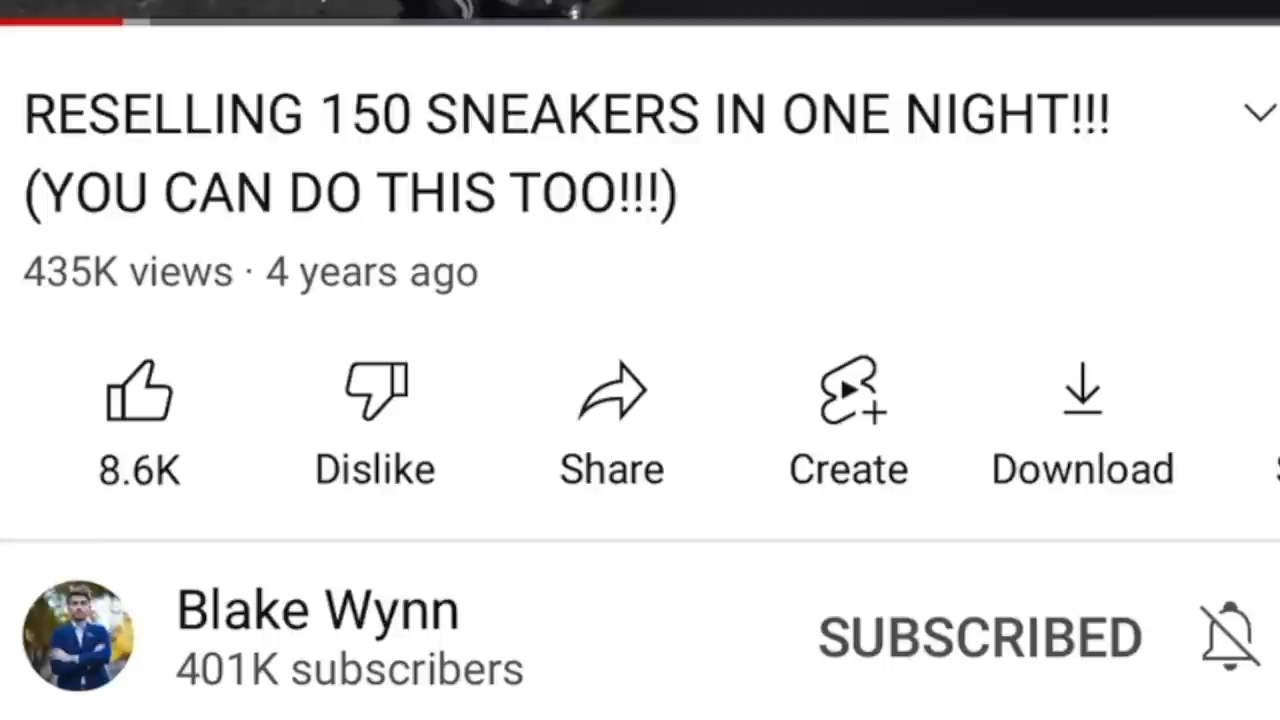 RESELLING 150 SNEAKERS IN ONE NIGHT!!!
(YOU CAN DO THIS TOO!!!)
435K views · 4 years ago
8.6K Dislike Share Create Download
Blake Wynn
SUBSCRIBED
401K subscribers